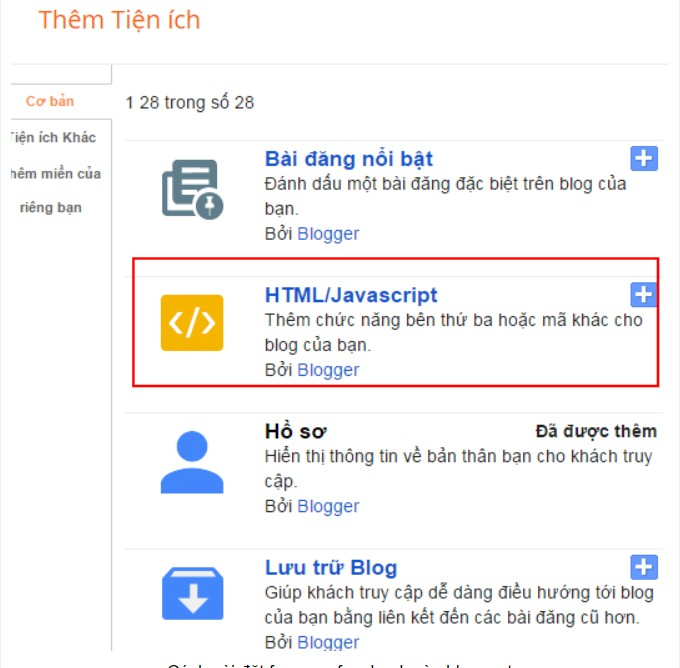 Thêm Tiện ích
Cơ bản
1 28 trong số 28
Tiện ích Khác
hêm miền của
riêng bạn
Bài đăng nổi bật
Đánh dấu một bài đăng đặc biệt trên blog của
bạn.
Bởi Blogger
HTML/Javascript
Thêm chức năng bên thứ ba hoặc mã khác cho
blog của bạn.
Bởi Blogger
Hồ sơ
Đã được thêm
Hiển thị thông tin về bản thân bạn cho khách truy
cập.
Bởi Blogger
Lưu trữ Blog
Giúp khách truy cập dễ dàng điều hướng tới blog
của bạn bằng liên kết đến các bài đăng cũ hơn.
Bởi Blogger